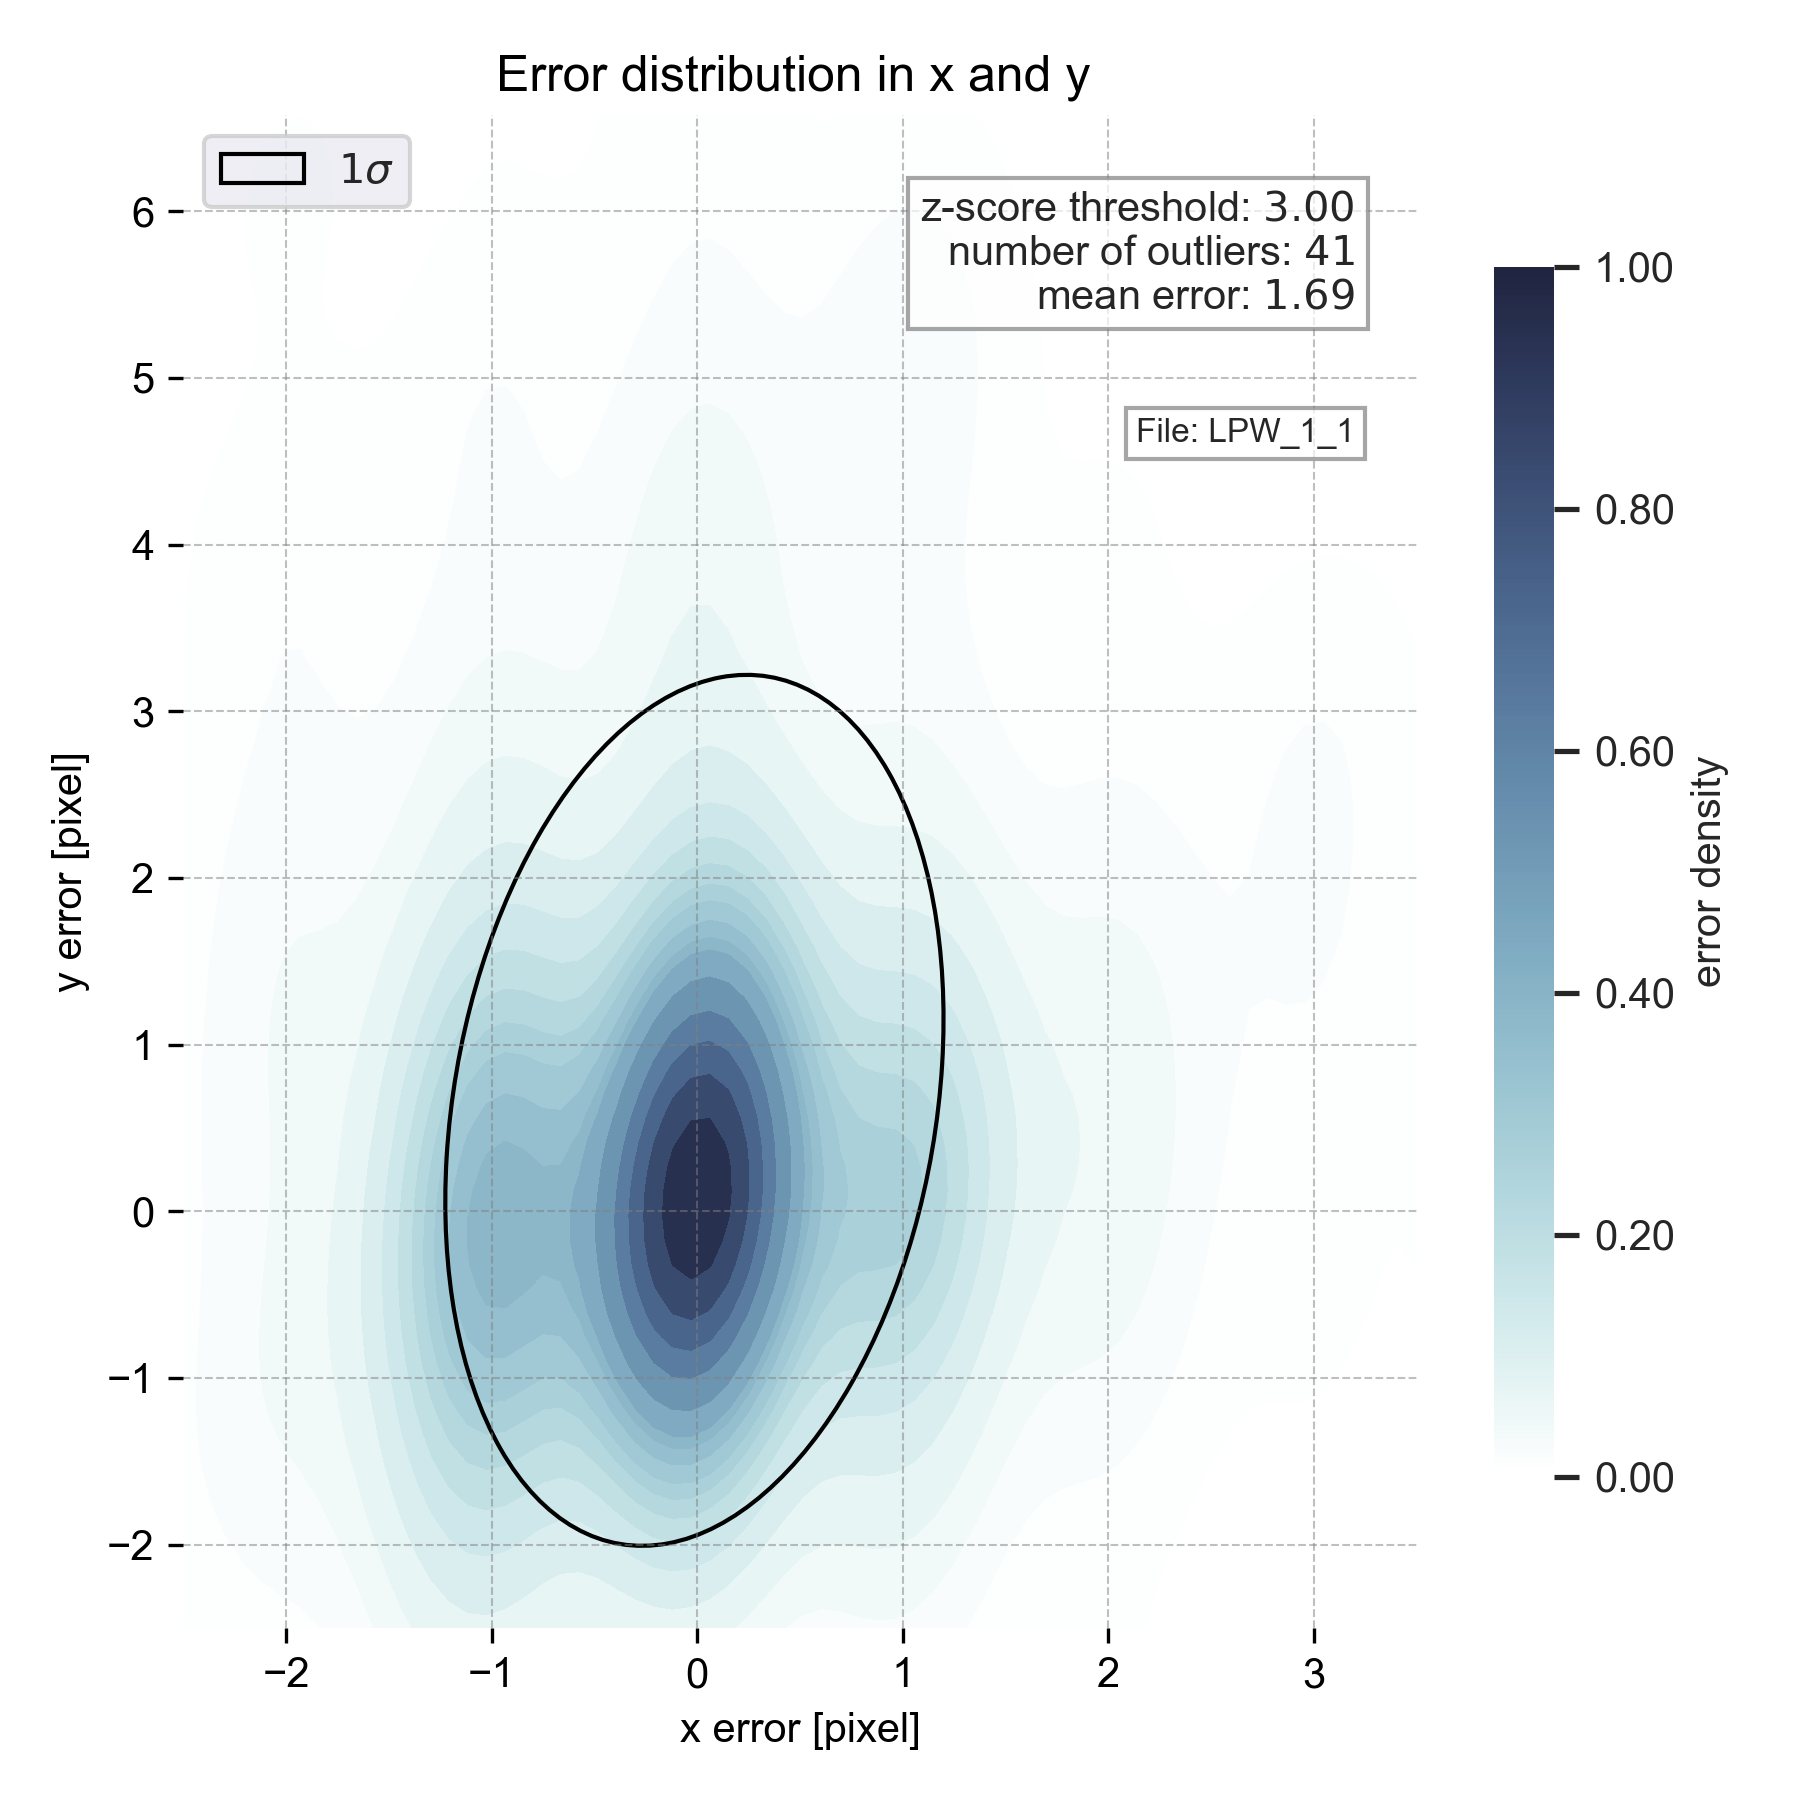 Error distribution in x and y
1σ
z-score threshold: 3.00
number of outliers: 41
mean error: 1.69
File: LPW_1_1
6
5
4
3
2
1
0
−1
−2
y error [pixel]
−2
−1
0
1
2
3
x error [pixel]
1.00
0.80
0.60
0.40
0.20
0.00
error density